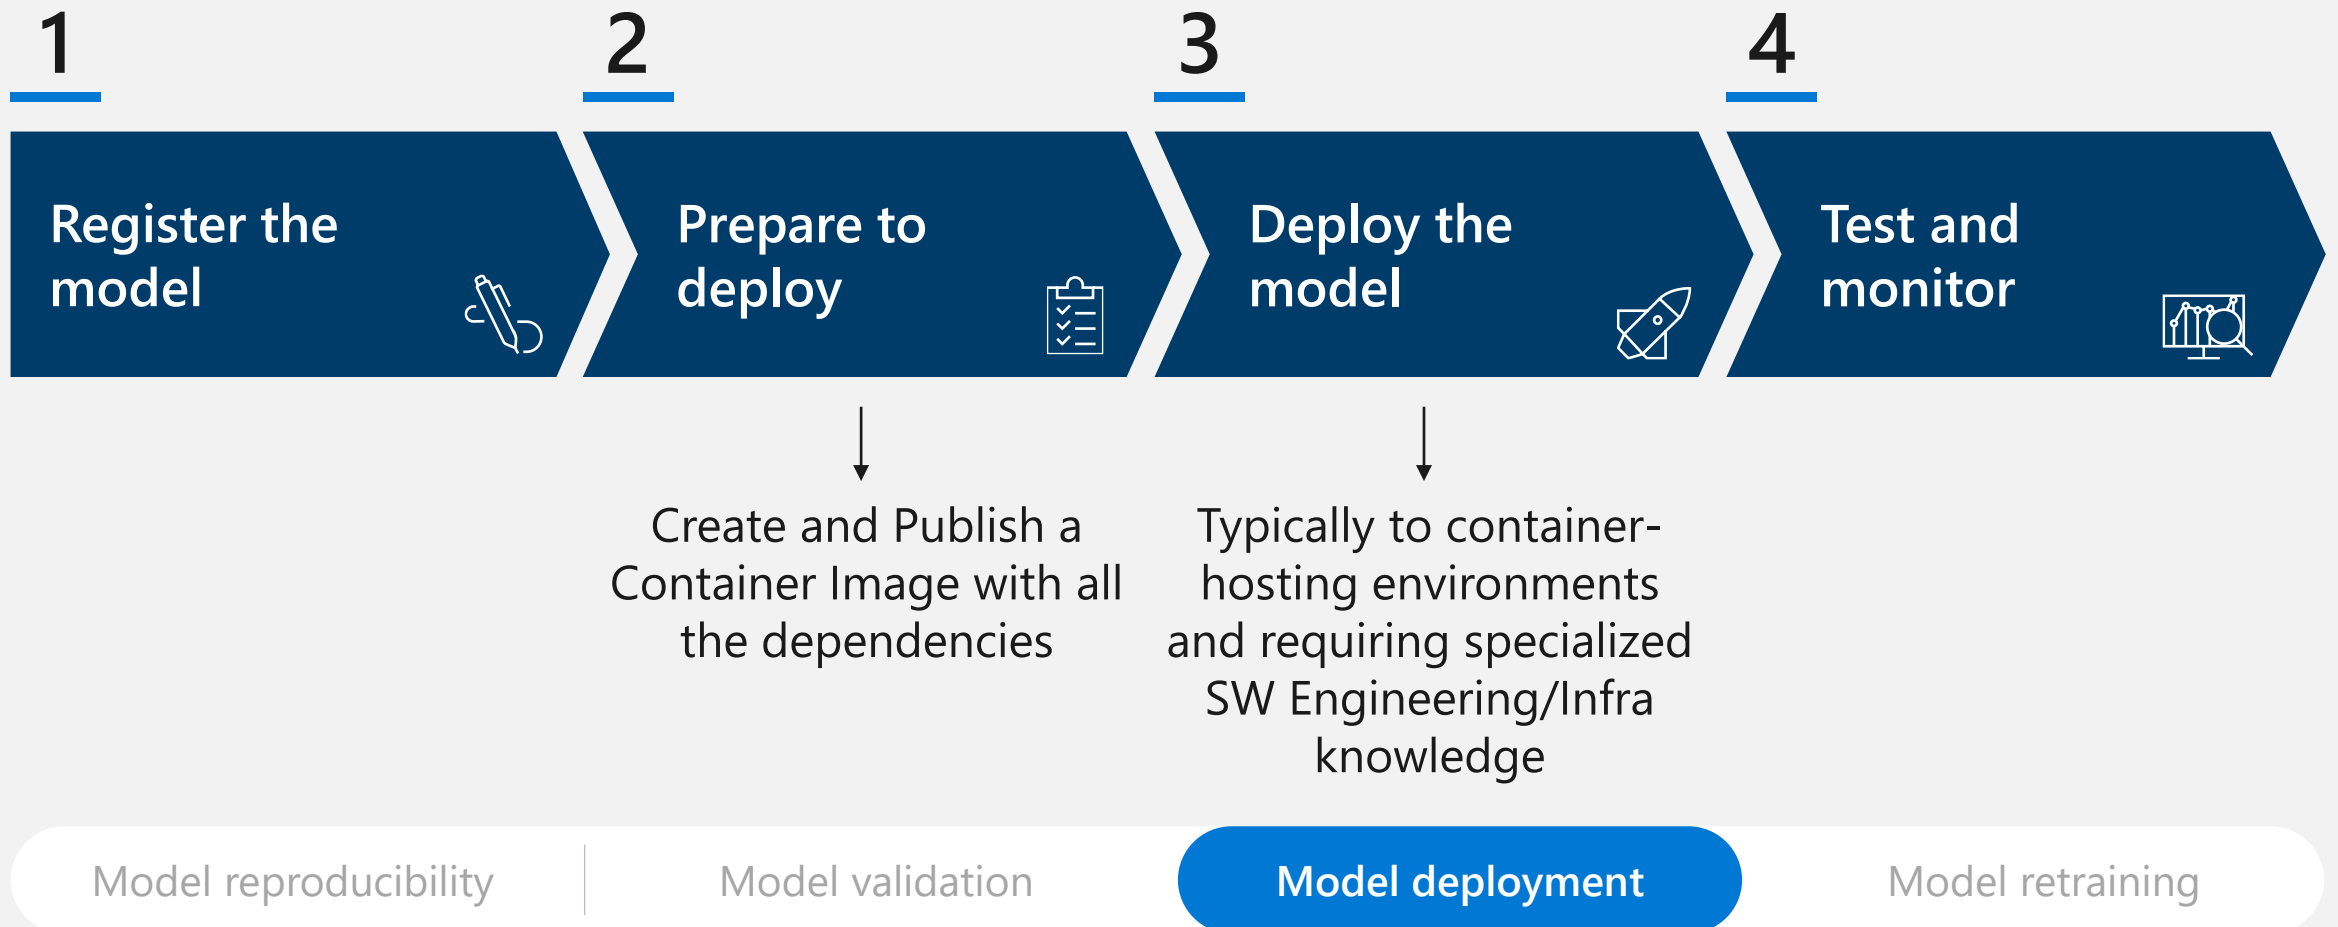 1
2
3
4
Register the
model
Prepare to
deploy
Deploy the
model
Test and
monitor
Create and Publish a
Container Image with all
the dependencies
Typically to container-
hosting environments
and requiring specialized
SW Engineering/Infra
knowledge
Model reproducibility
Model validation
Model deployment
Model retraining